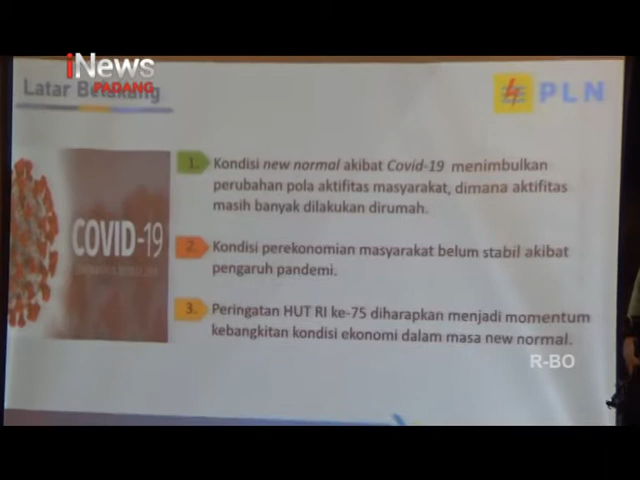 iNews
PADANG
Latar Belakang
PLN
1. Kondisi new normal akibat Covid-19 menimbulkan
perubahan pola aktifitas masyarakat, dimana aktifitas
masih banyak dilakukan dirumah.
COVID-19
2. Kondisi perekonomian masyarakat belum stabil akibat
pengaruh pandemi.
3. Peringatan HUT RI ke-75 diharapkan menjadi momentum
kebangkitan kondisi ekonomi dalam masa new normal.
R-BO